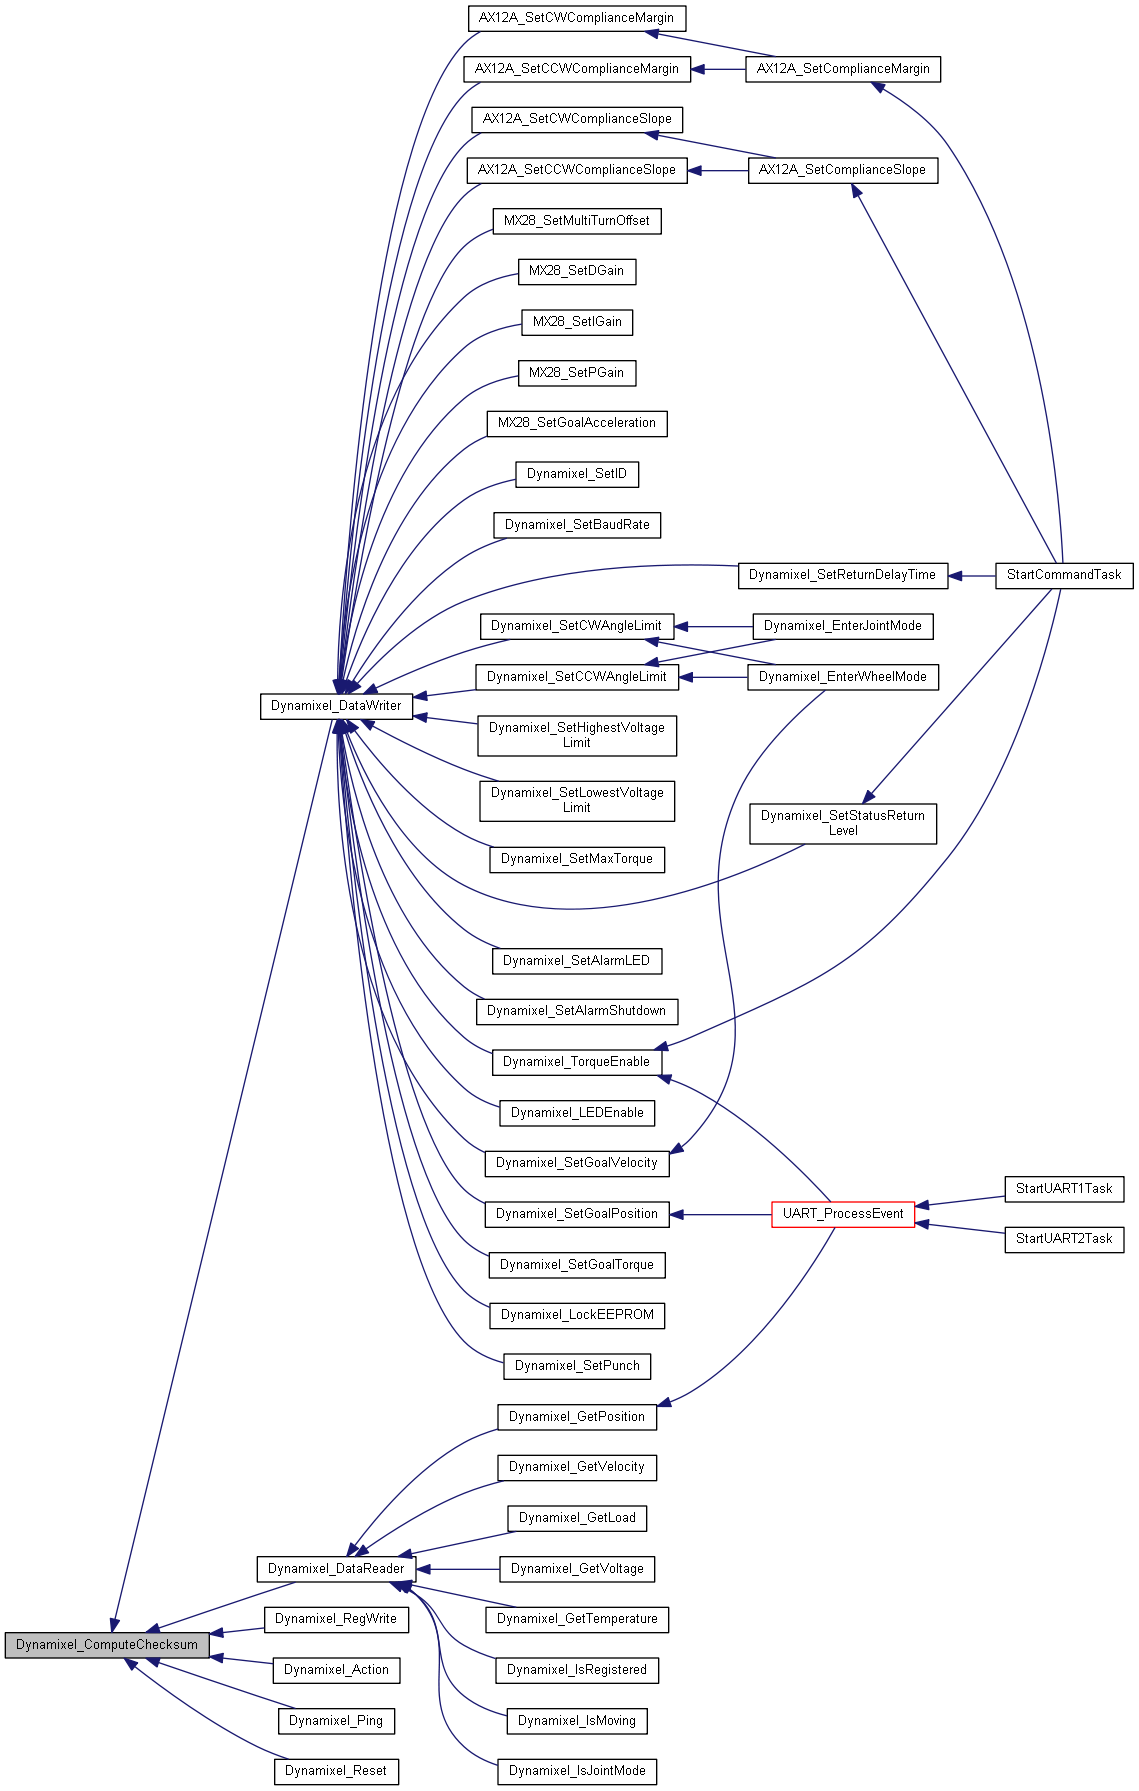 AX12A_SetCWComplianceMargin
AX12A_SetCCWComplianceMargin
AX12A_SetComplianceMargin
AX12A_SetCWComplianceSlope
AX12A_SetCCWComplianceSlope
AX12A_SetComplianceSlope
MX28_SetMultiTurnOffset
MX28_SetDGain
MX28_SetIGain
MX28_SetPGain
MX28_SetGoalAcceleration
Dynamixel_SetID
Dynamixel_SetBaudRate
Dynamixel_SetReturnDelayTime
StartCommandTask
Dynamixel_SetCWAngleLimit
Dynamixel_EnterJointMode
Dynamixel_SetCCWAngleLimit
Dynamixel_EnterWheelMode
Dynamixel_DataWriter
Dynamixel_SetHighestVoltage
Limit
Dynamixel_SetLowestVoltage
Limit
Dynamixel_SetStatusReturn
Level
Dynamixel_SetMaxTorque
Dynamixel_SetAlarmLED
Dynamixel_SetAlarmShutdown
Dynamixel_TorqueEnable
Dynamixel_LEDEnable
Dynamixel_SetGoalVelocity
Dynamixel_SetGoalPosition
UART_ProcessEvent
StartUART1Task
StartUART2Task
Dynamixel_SetGoalTorque
Dynamixel_LockEEPROM
Dynamixel_SetPunch
Dynamixel_GetPosition
Dynamixel_GetVelocity
Dynamixel_GetLoad
Dynamixel_DataReader
Dynamixel_GetVoltage
Dynamixel_RegWrite
Dynamixel_GetTemperature
Dynamixel_ComputeChecksum
Dynamixel_Action
Dynamixel_IsRegistered
Dynamixel_Ping
Dynamixel_IsMoving
Dynamixel_Reset
Dynamixel_IsJointMode